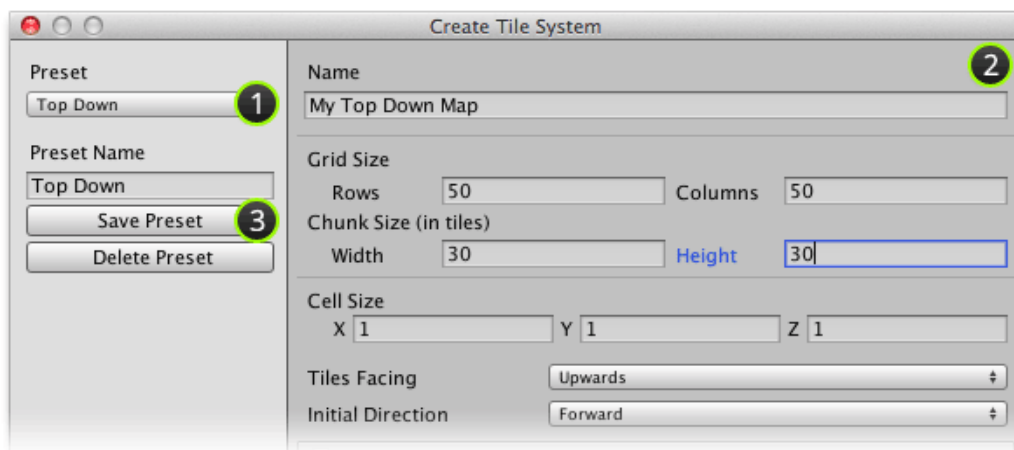 Create Tile System
Preset
Top Down
1
Preset Name
Top Down
Save Preset
3
Delete Preset
2
Name
My Top Down Map
Grid Size
Rows 50 Columns 50
Chunk Size (in tiles)
Width 30 Height 30
Cell Size
X 1 Y 1 Z 1
Tiles Facing Upwards
Initial Direction Forward